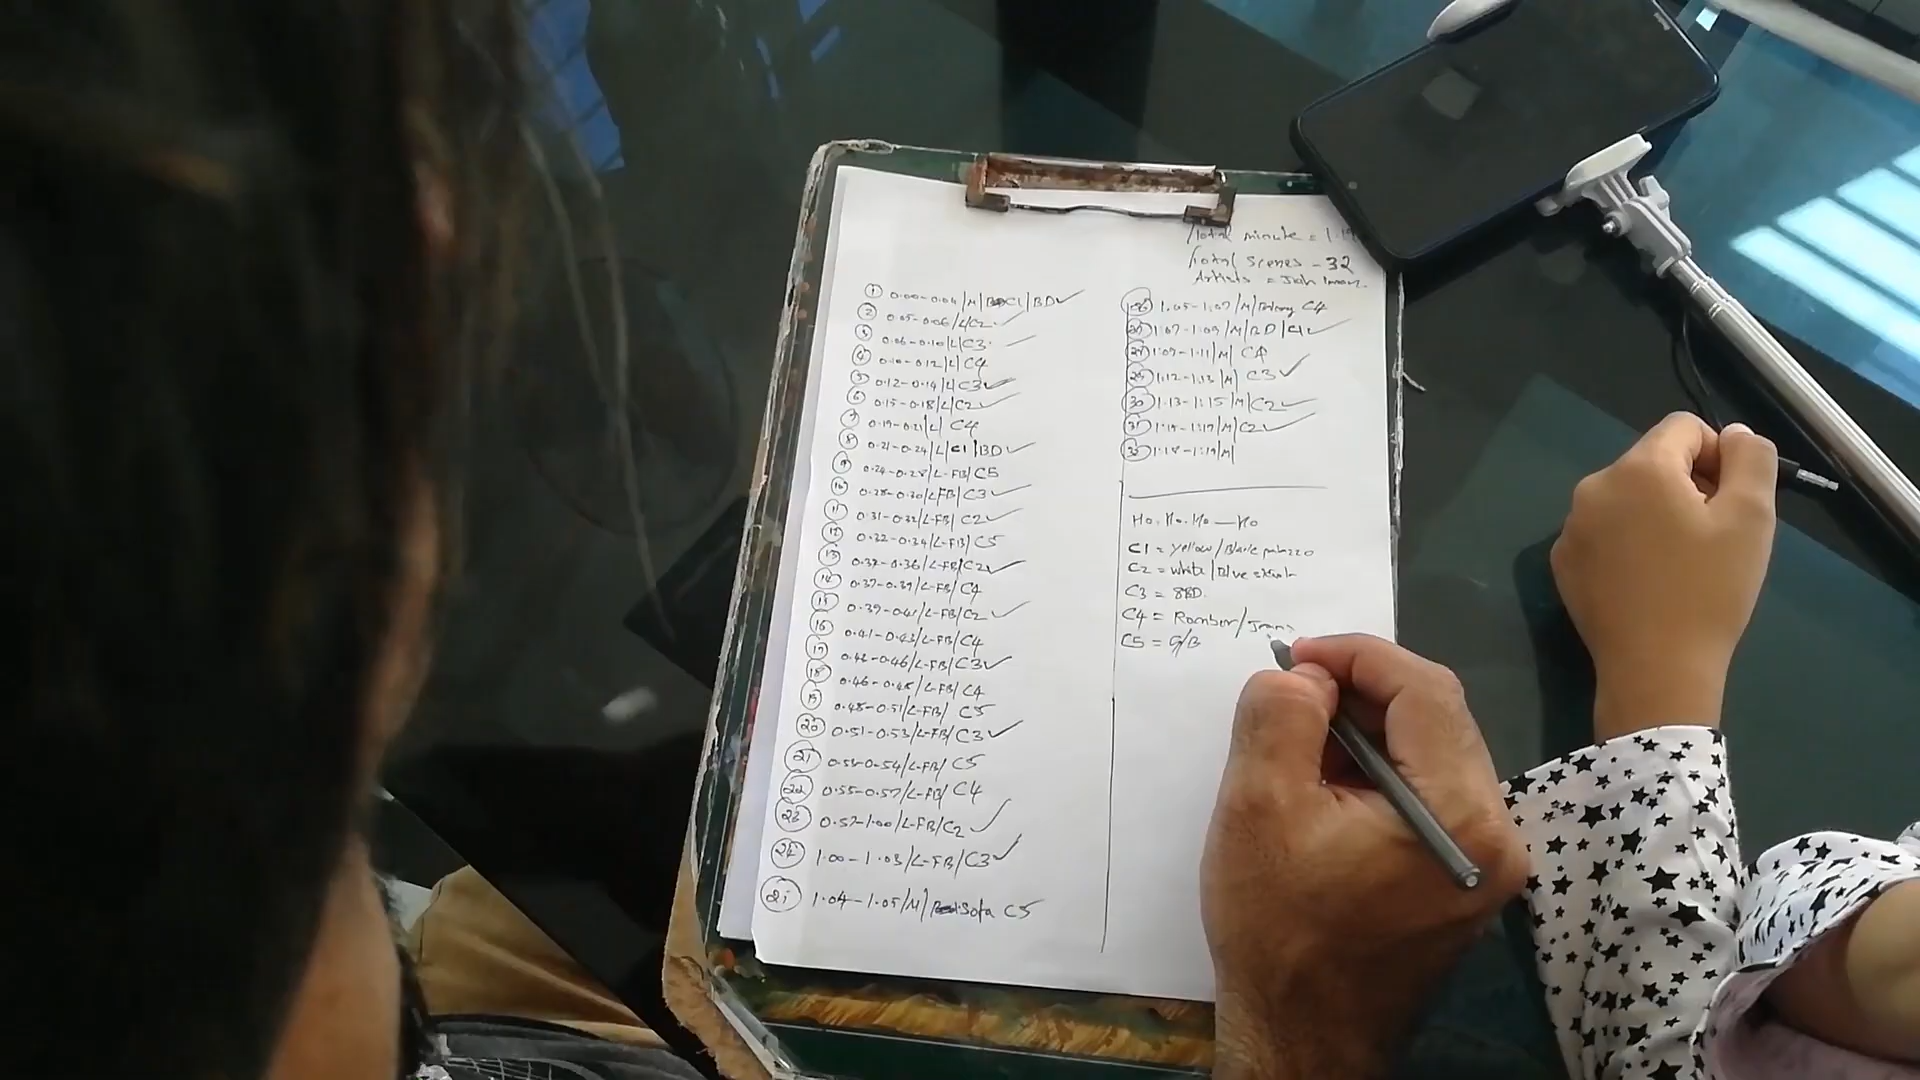 Total minute = 1.19
Total Scenes - 32
Artists = Jiah Iman
① 0.00-0.04/M/C1/BD✓
② 0.05-0.06/L/C2✓
③ 0.06-0.10/L/C3
④ 0.10-0.12/L/C4
⑤ 0.12-0.14/L/C3✓
⑥ 0.15-0.18/L/C2✓
⑦ 0.19-0.21/L/C4
⑧ 0.21-0.24/L/C1/BD✓
⑨ 0.24-0.28/L-FB/C5
⑩ 0.28-0.30/L-FB/C3✓
⑪ 0.31-0.32/L-FB/C2✓
⑫ 0.32-0.34/L-FB/C5
⑬ 0.34-0.36/L-FB/C2✓
⑭ 0.37-0.39/L-FB/C4
⑮ 0.39-0.41/L-FB/C2✓
⑯ 0.41-0.43/L-FB/C4
⑰ 0.43-0.46/L-FB/C3✓
⑱ 0.46-0.48/L-FB/C4
⑲ 0.48-0.51/L-FB/C5
⑳ 0.51-0.53/L-FB/C3✓
㉑ 0.53-0.54/L-FB/C5
㉒ 0.55-0.57/L-FB/C4
㉓ 0.57-1.00/L-FB/C2✓
㉔ 1.00-1.03/L-FB/C3✓
1.04-1.05/M/Sofa C5
1.05-1.07/M/ C4
1.07-1.09/M/BD/C1✓
1.09-1.11/M/C4
1.12-1.13/M/C3✓
㉚ 1.13-1.15/M/C2✓
㉛ 1.15-1.17/M/C2✓
1.18-1.19/M/
Ho.Ho.Ho—Ho
C1 = Yellow/Black palazzo
C2 = white/Blue
C3 = BBD.
C4 = /Jeans
C5 = G/B